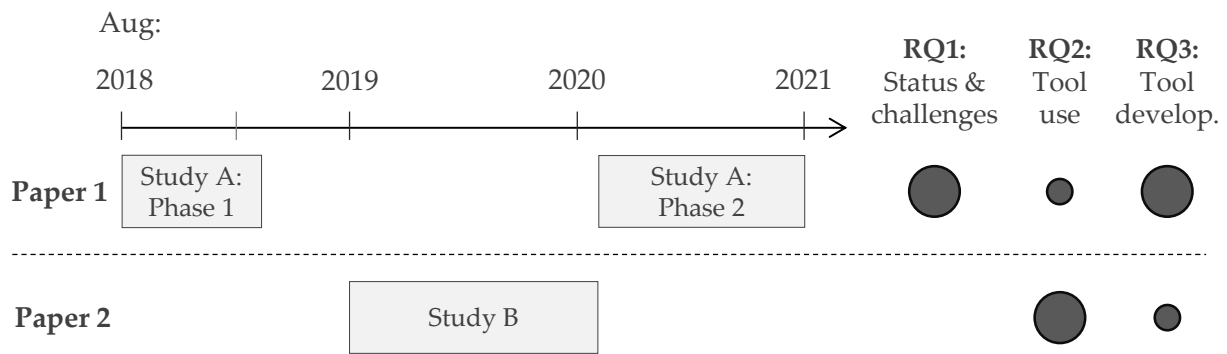 Aug:
2018 2019 2020 2021
RQ1: RQ2: RQ3:
Status & Tool Tool
challenges use develop.
Paper 1
Study A:
Phase 1
Study A:
Phase 2
Paper 2
Study B